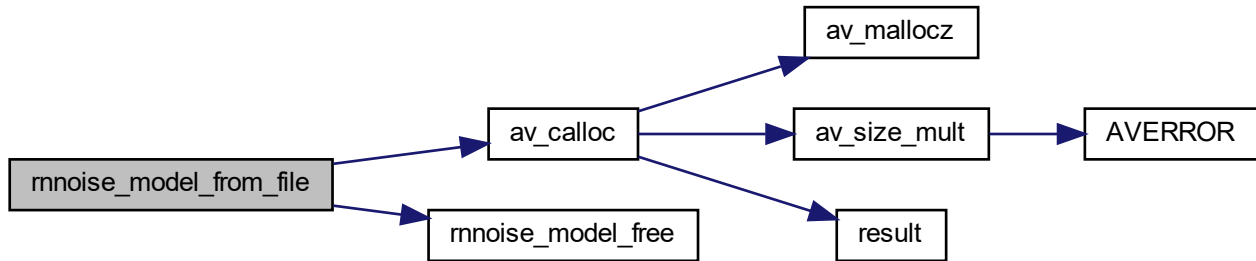 av_mallocz
av_calloc
av_size_mult
AVERROR
rnnoise_model_from_file
rnnoise_model_free
result